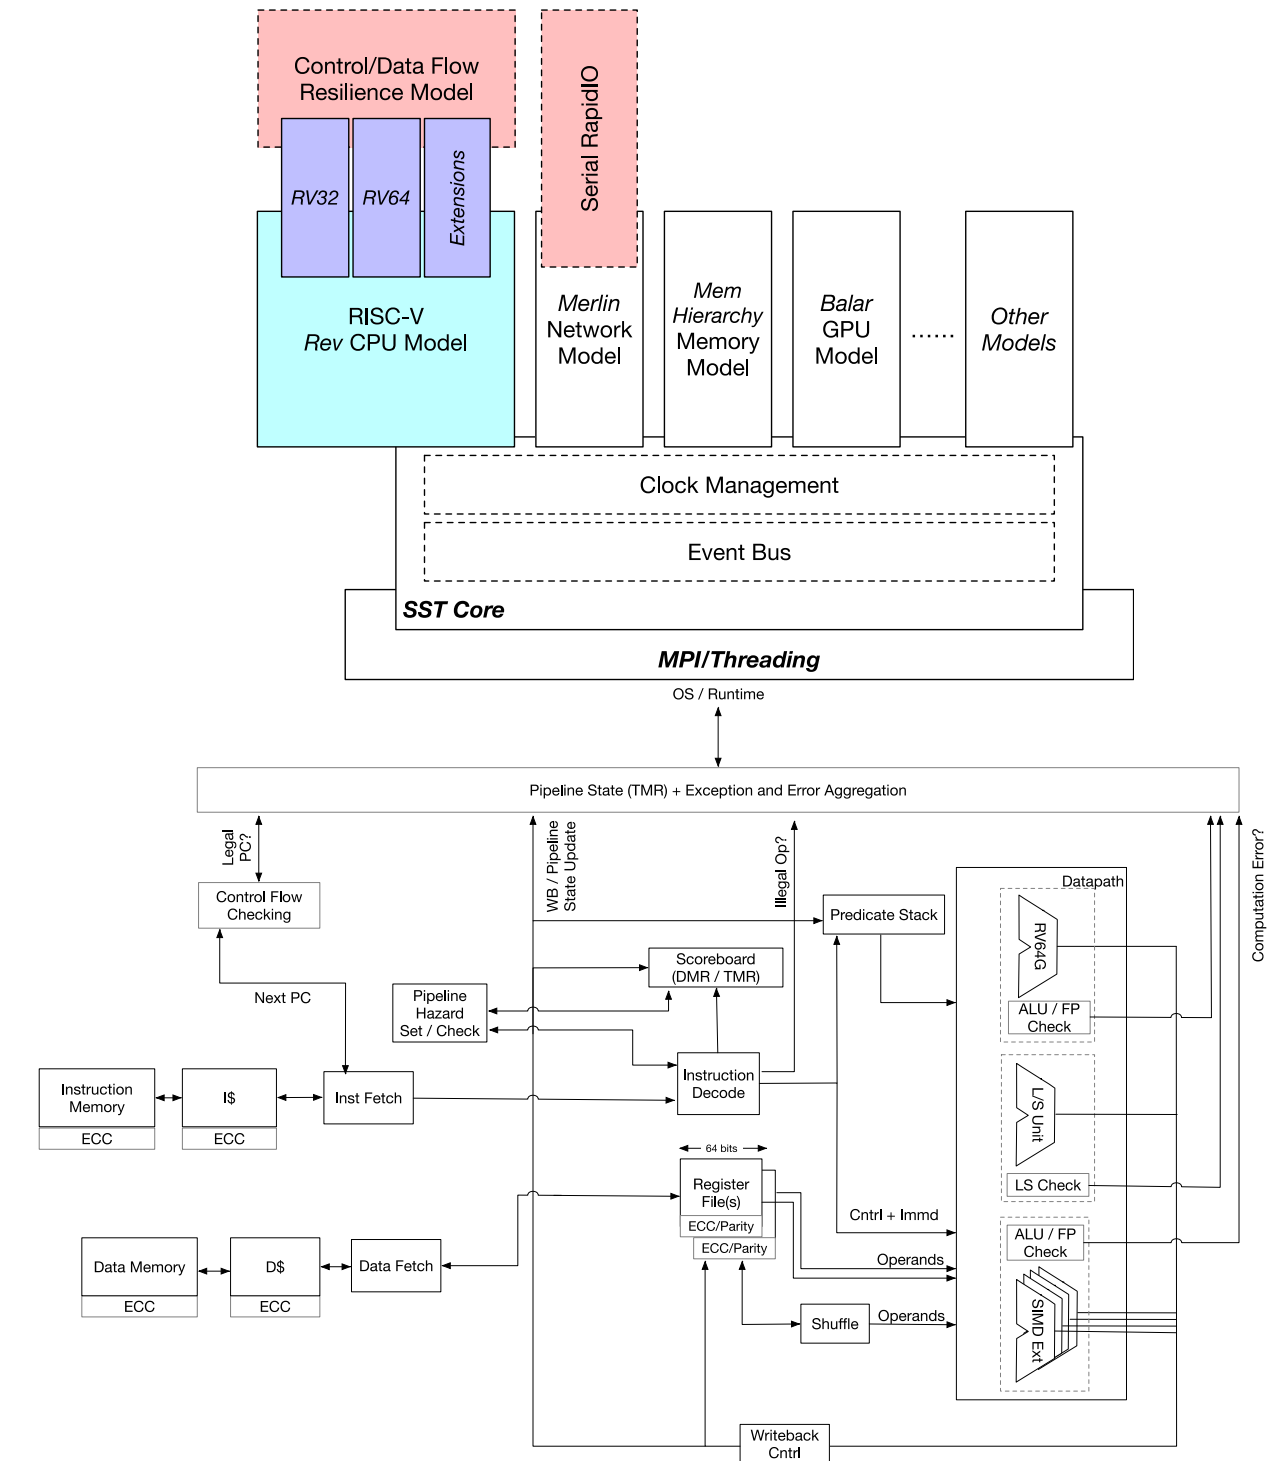 Control/Data Flow
Resilience Model
Serial RapidIO
RV32
RV64
Extensions
RISC-V
Rev CPU Model
Merlin
Network
Model
Mem
Hierarchy
Memory
Model
Balar
GPU
Model
......
Other
Models
Clock Management
Event Bus
SST Core
MPI/Threading
OS / Runtime
Pipeline State (TMR) + Exception and Error Aggregation
Legal
PC?
WB / Pipeline
State Update
Illegal Op?
Computation Error?
Control Flow
Checking
Predicate Stack
Datapath
RV64G
Scoreboard
(DMR / TMR)
Next PC
Pipeline
Hazard
Set / Check
ALU / FP
Check
Instruction
Memory
ECC
I$
ECC
Inst Fetch
Instruction
Decode
L/S Unit
64 bits
Register
File(s)
ECC/Parity
ECC/Parity
LS Check
Cntrl + Immd
ALU / FP
Check
Data Memory
ECC
D$
ECC
Data Fetch
Operands
Shuffle
Operands
SIMD Ext
Writeback
Cntrl